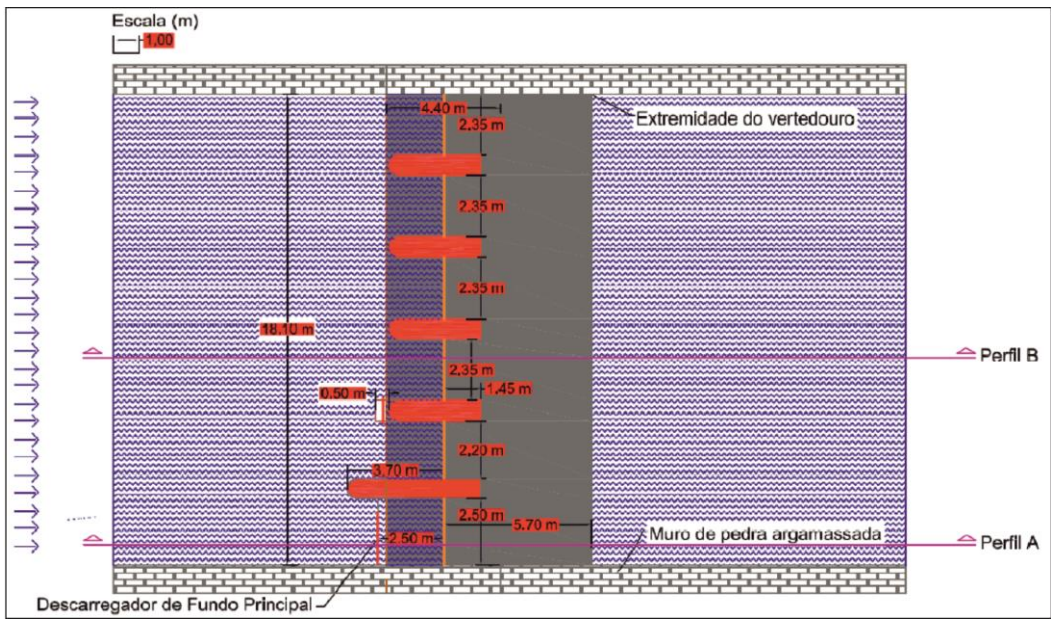 Escala (m)
1,00
4.40 m
2.35 m
Extremidade do vertedouro
2.35 m
2.35 m
18.10 m
Perfil B
2.35 m
0.50 m
1.45 m
2.20 m
3.70 m
2.50 m
5.70 m
Muro de pedra argamassada
2.50 m
Perfil A
Descarregador de Fundo Principal